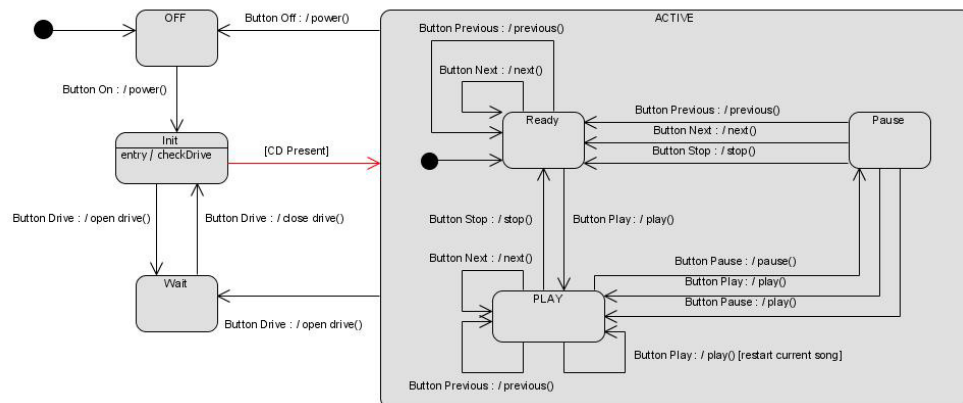 OFF
Button Off : / power()
ACTIVE
Button Previous : / previous()
Button Next : / next()
Button On : / power()
Ready
Button Previous : / previous()
Pause
Button Next : / next()
Init
entry / checkDrive
[CD Present]
Button Stop : / stop()
Button Drive : / open drive()
Button Drive : / close drive()
Button Stop : / stop()
Button Play : / play()
Button Next : / next()
Button Pause : / pause()
Wait
Button Play : / play()
PLAY
Button Pause : / play()
Button Drive : / open drive()
Button Play : / play() [restart current song]
Button Previous : / previous()